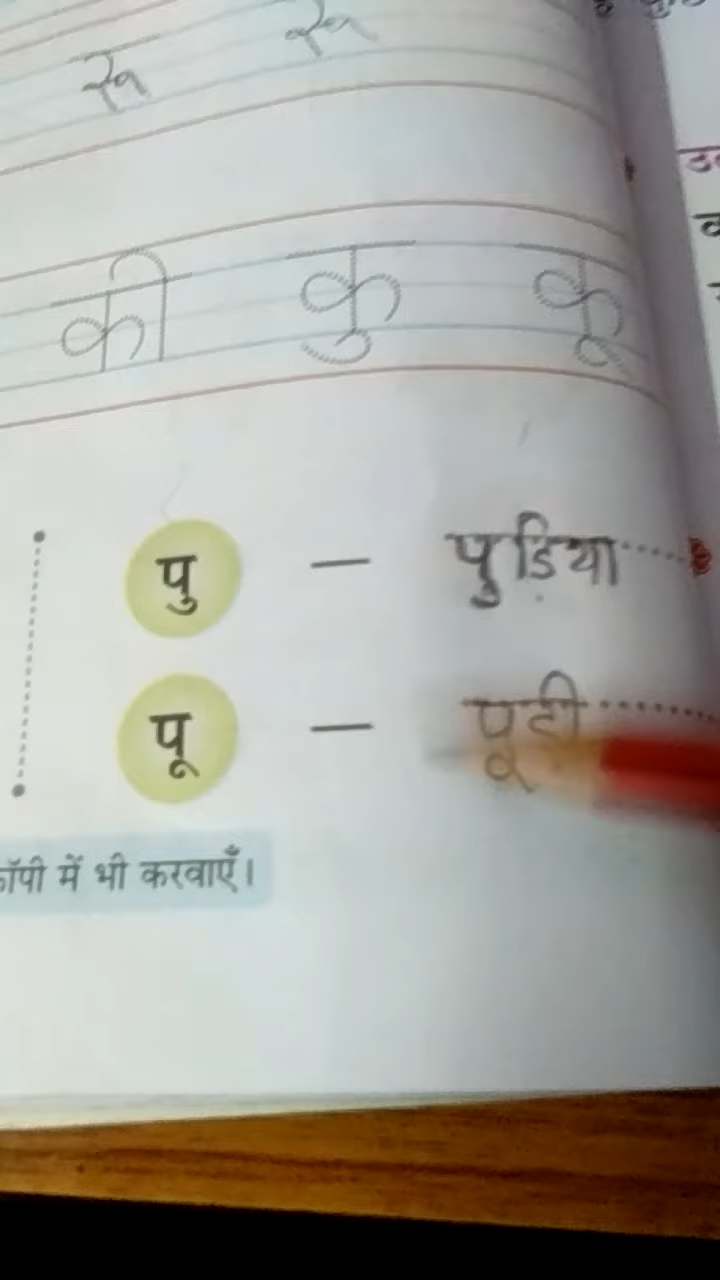 रू रू
की कु कू
पु — पुड़िया
पू —
कॉपी में भी करवाएँ।